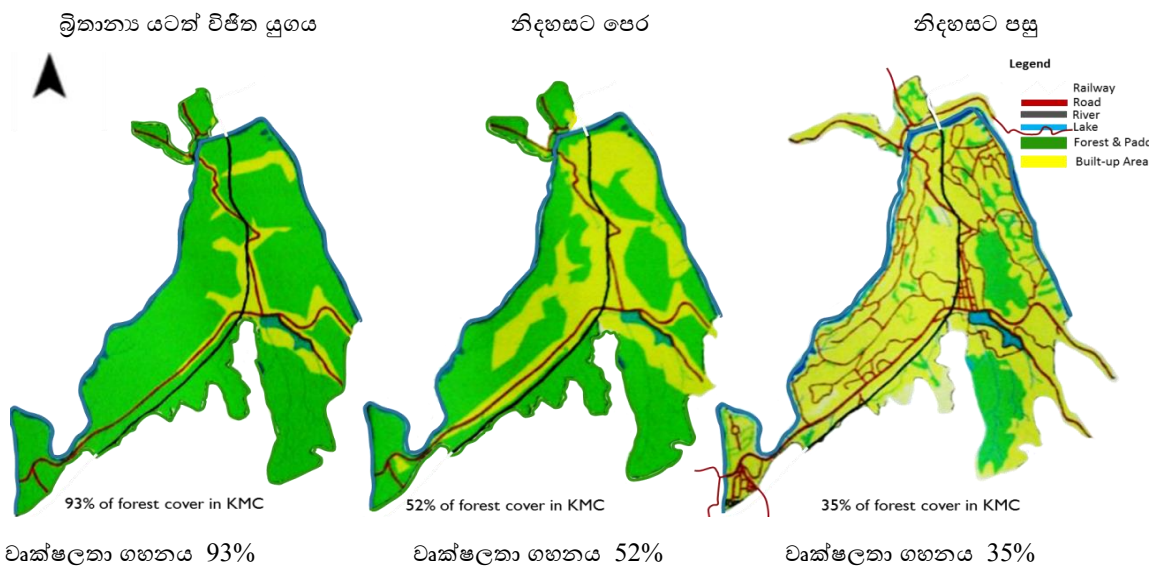 බ්‍රිතාන්‍ය යටත් විජිත යුගය
නිදහසට පෙර
නිදහසට පසු
Legend
Railway
Road
River
Lake
Forest & Padd
Built-up Area
93% of forest cover in KMC
52% of forest cover in KMC
35% of forest cover in KMC
වෘක්ෂලතා ගහනය 93%
වෘක්ෂලතා ගහනය 52%
වෘක්ෂලතා ගහනය 35%